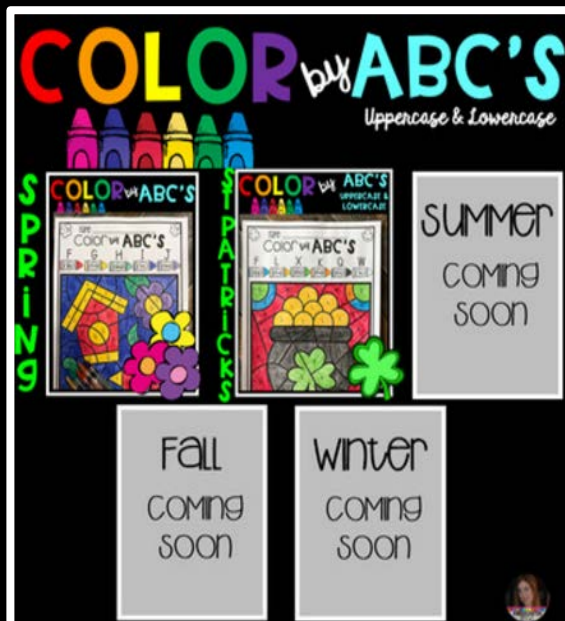 COLOR by ABC'S
Uppercase & Lowercase
SPRING
COLOR by ABC'S
Color by ABC'S
F G H I J
ST PATRICKS
COLOR by ABC'S
UPPERCASE &
LOWERCASE
Color by ABC'S
F L X K Q W
SUMMER
COMING
SOON
FALL
COMING
SOON
WINTER
COMING
SOON